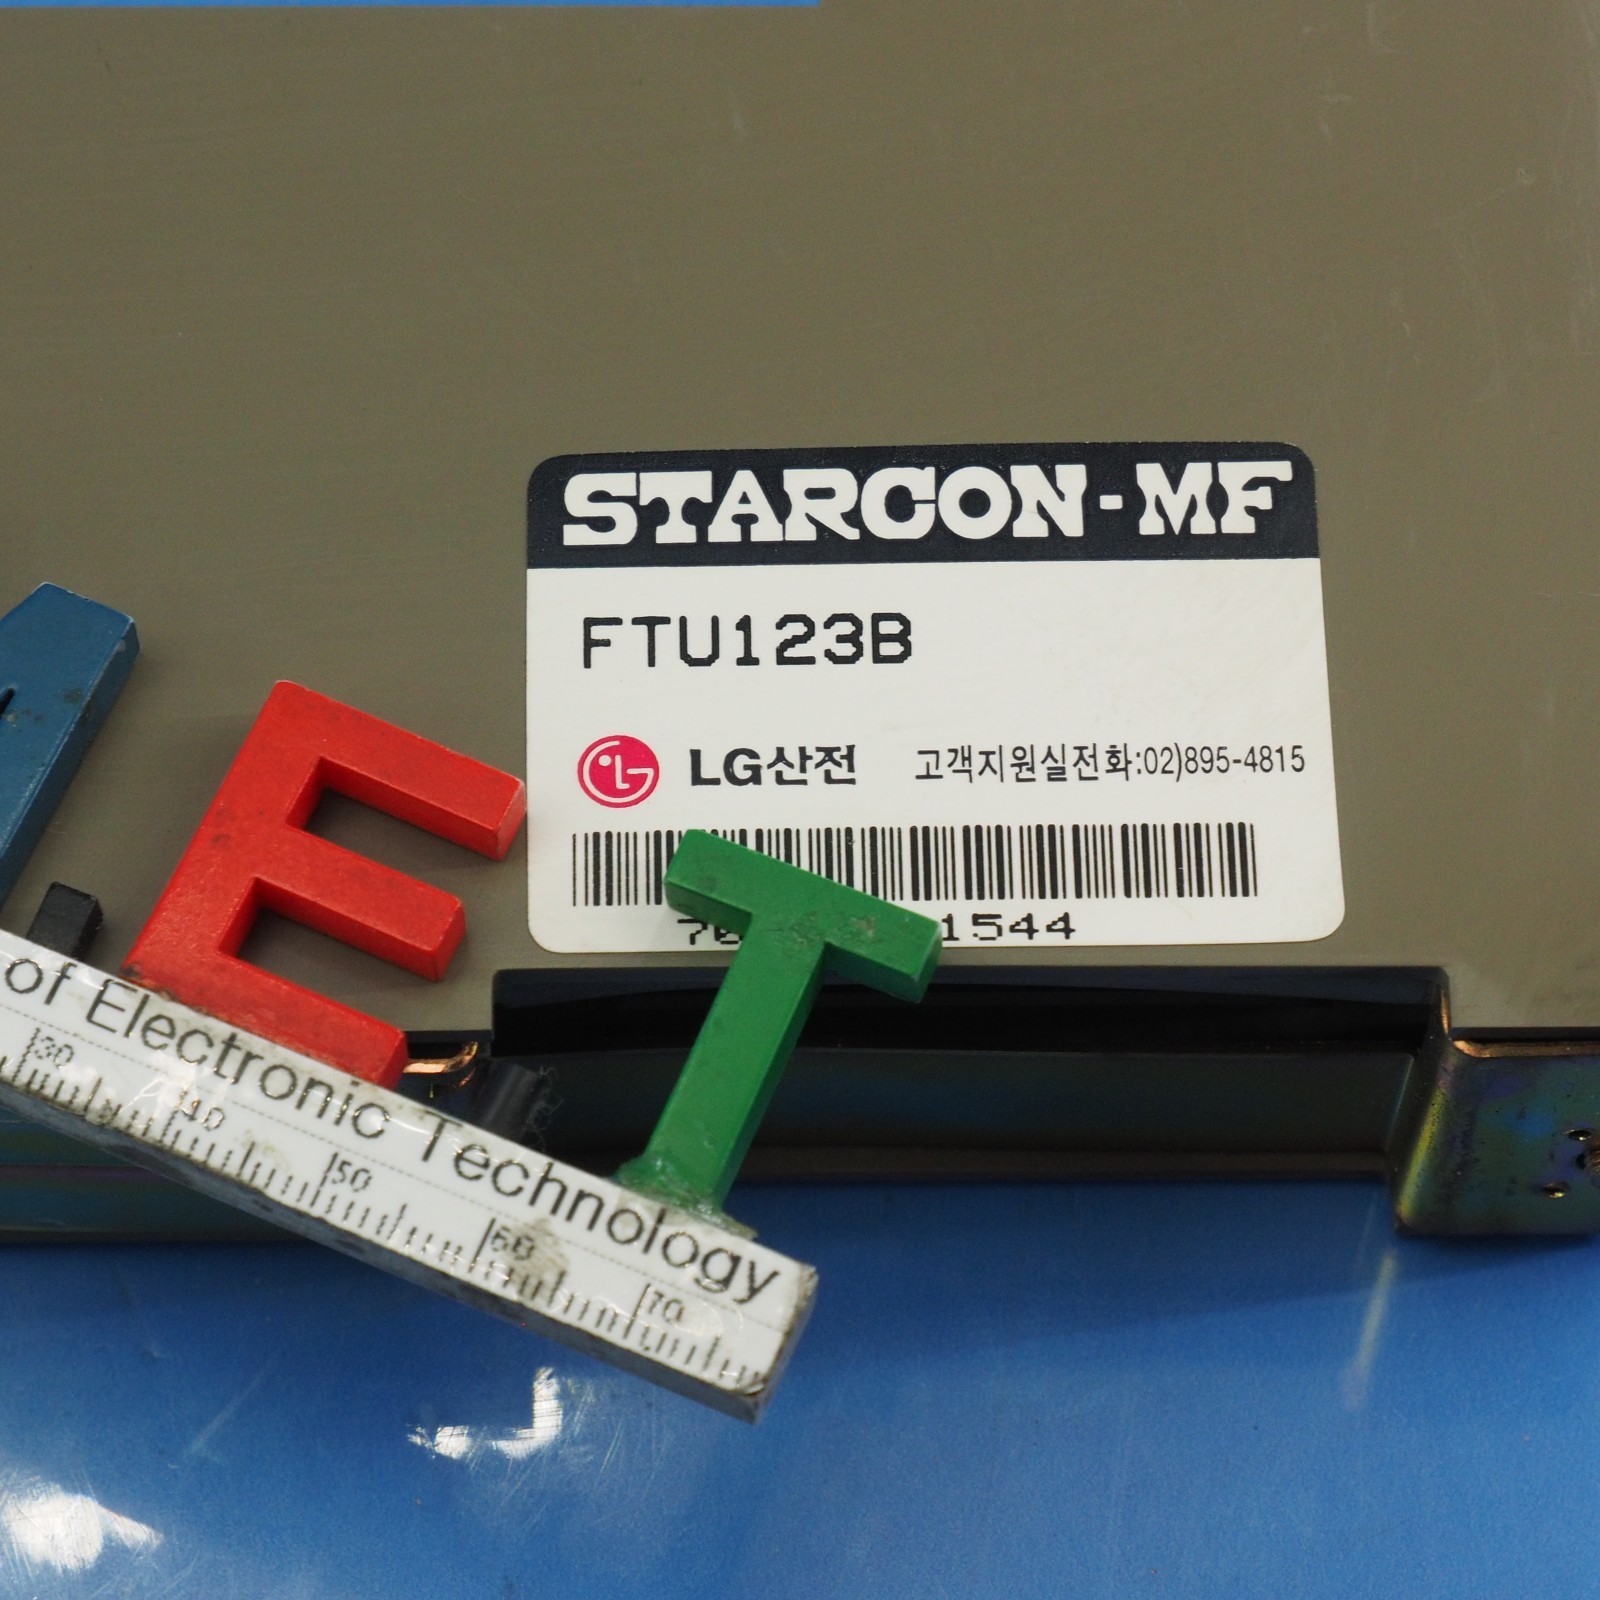 STARCON-MF
FTU123B
LG산전 고객지원실전화:02)895-4815
1544
E T
of Electronic Technology
30 40 50 60 70